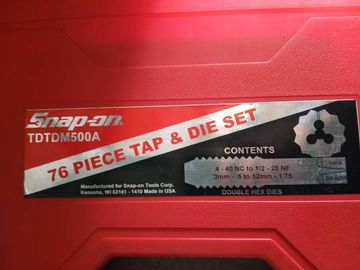 Snap-on
TDTDM500A
76 PIECE TAP & DIE SET
CONTENTS
4 - 40 NC to 1/2 - 20 NF
3mm - .5 to 12mm - 1.75
DOUBLE HEX DIES
Manufactured for Snap-on Tools Corp.
Kenosha, WI 53141 - 1410 Made in USA